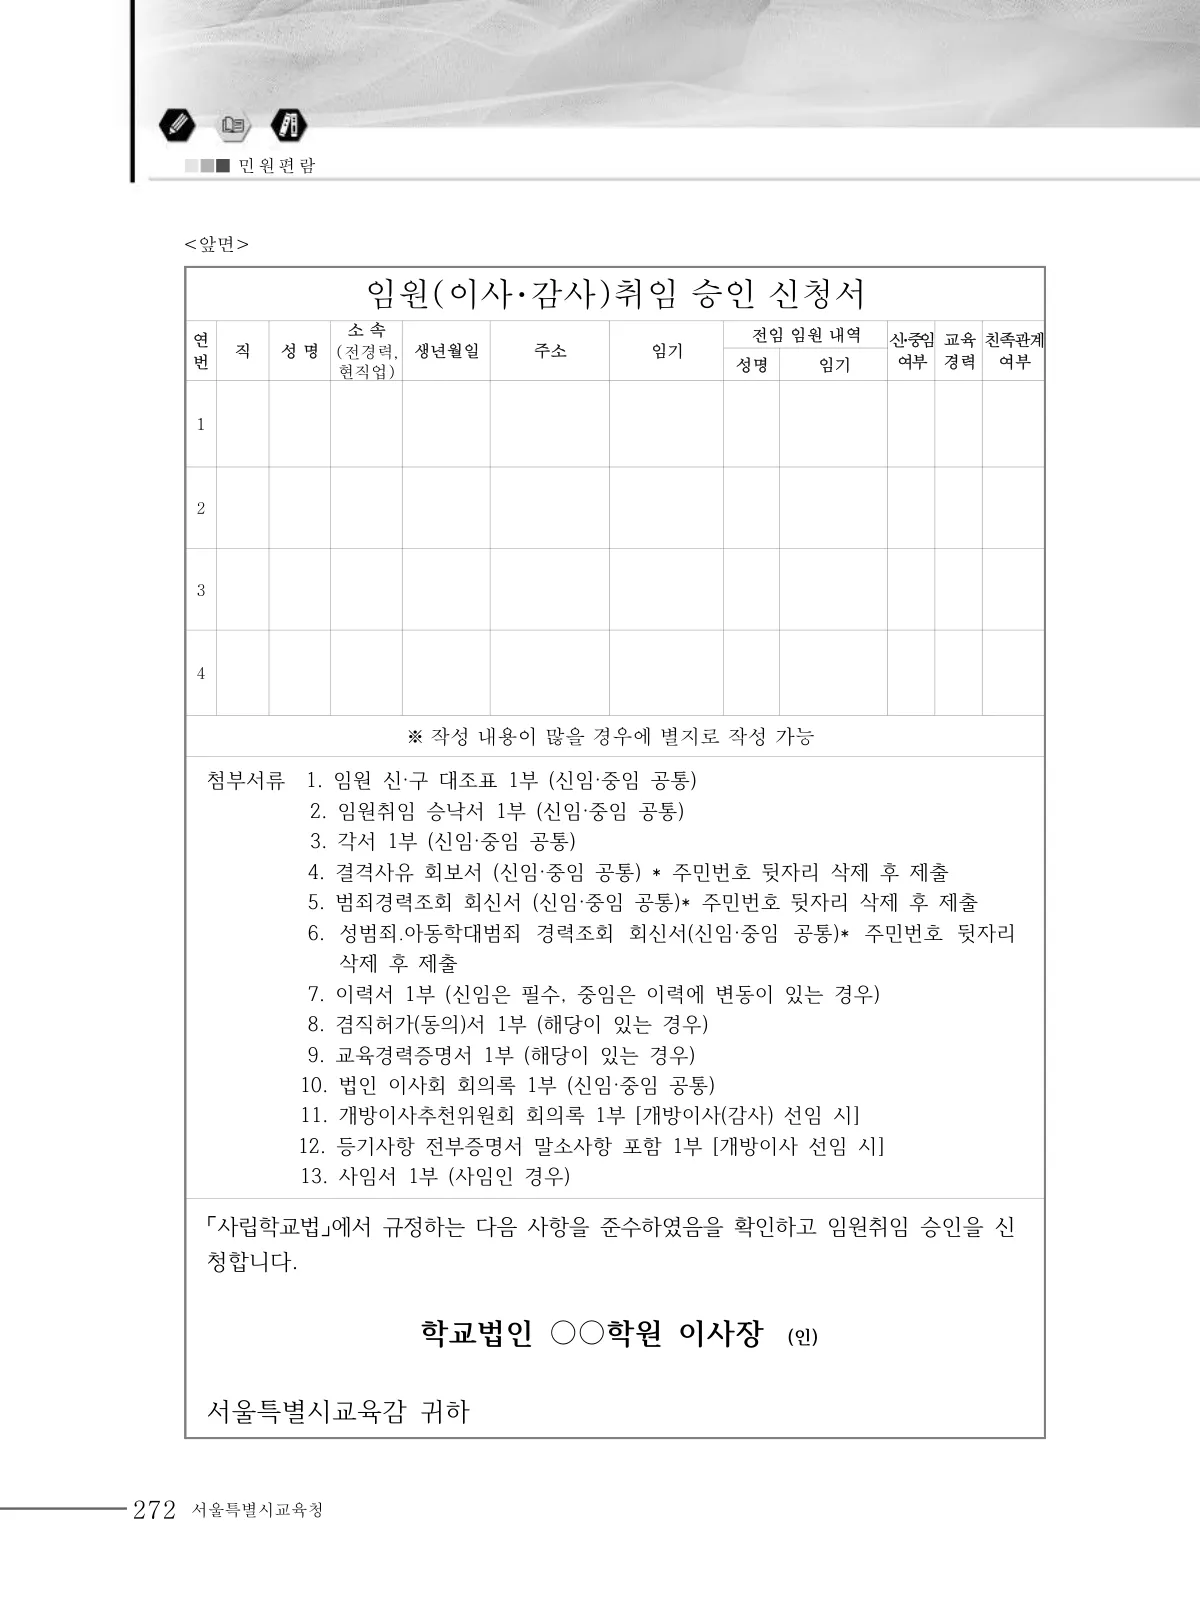 민원편람
<앞면>
임원(이사·감사)취임 승인 신청서
연번 직 성 명 소 속 (전경력, 현직업) 생년월일 주소 임기 전임 임원 내역 성명 임기 신·중임 여부 교육 경력 친족관계 여부
1
2
3
4
※ 작성 내용이 많을 경우에 별지로 작성 가능
첨부서류 1. 임원 신·구 대조표 1부 (신임·중임 공통)
2. 임원취임 승낙서 1부 (신임·중임 공통)
3. 각서 1부 (신임·중임 공통)
4. 결격사유 회보서 (신임·중임 공통) * 주민번호 뒷자리 삭제 후 제출
5. 범죄경력조회 회신서 (신임·중임 공통)* 주민번호 뒷자리 삭제 후 제출
6. 성범죄.아동학대범죄 경력조회 회신서(신임·중임 공통)* 주민번호 뒷자리
삭제 후 제출
7. 이력서 1부 (신임은 필수, 중임은 이력에 변동이 있는 경우)
8. 겸직허가(동의)서 1부 (해당이 있는 경우)
9. 교육경력증명서 1부 (해당이 있는 경우)
10. 법인 이사회 회의록 1부 (신임·중임 공통)
11. 개방이사추천위원회 회의록 1부 [개방이사(감사) 선임 시]
12. 등기사항 전부증명서 말소사항 포함 1부 [개방이사 선임 시]
13. 사임서 1부 (사임인 경우)
「사립학교법」에서 규정하는 다음 사항을 준수하였음을 확인하고 임원취임 승인을 신
청합니다.
학교법인 ○○학원 이사장 (인)
서울특별시교육감 귀하
272 서울특별시교육청